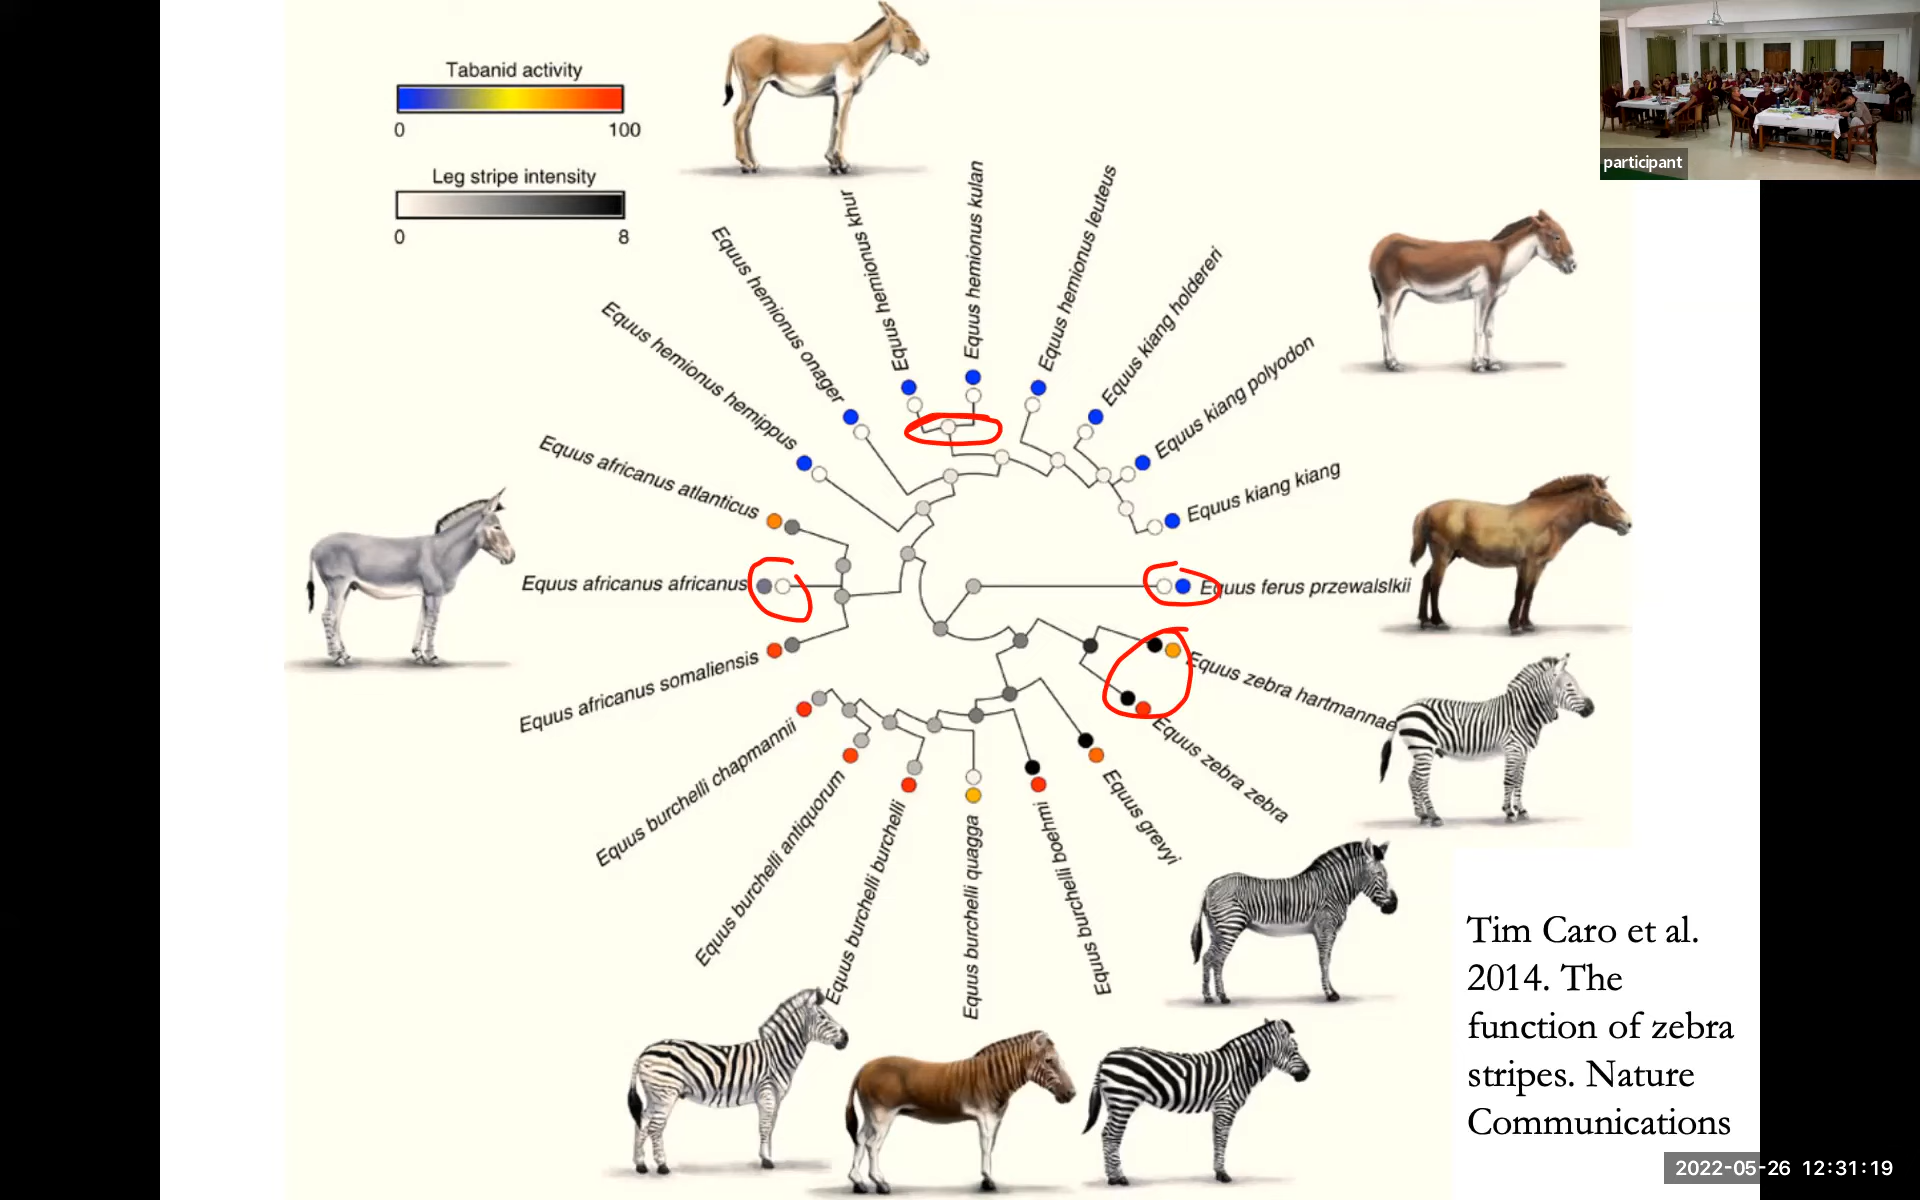 Tabanid activity
0 100
Leg stripe intensity
0 8
participant
Equus hemionus khur
Equus hemionus kulan
Equus hemionus leuteus
Equus kiang holdereri
Equus kiang polyodon
Equus kiang kiang
Equus ferus przewalslkii
Equus zebra hartmannae
Equus zebra zebra
Equus grevyi
Equus burchelli boehmi
Equus burchelli quagga
Equus burchelli burchelli
Equus burchelli antiquorum
Equus burchelli chapmannii
Equus africanus somaliensis
Equus africanus africanus
Equus africanus atlanticus
Equus hemionus hemippus
Equus hemionus onager
Tim Caro et al.
2014. The
function of zebra
stripes. Nature
Communications
2022-05-26 12:31:19